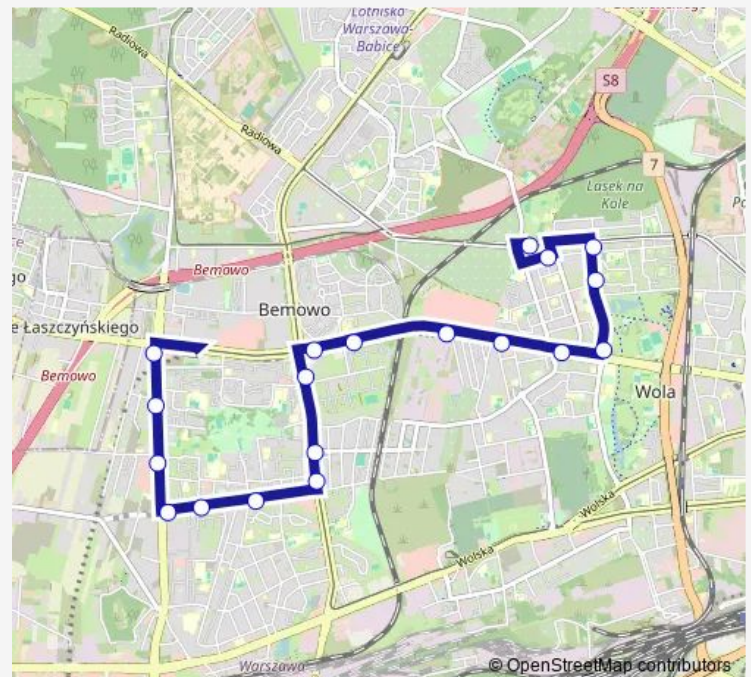 Lotnisko
Warszawa-
Babice
Radiowa
S8
Radiowa
7
Lasek na
Kole
Bemowo
go
Bemowo
e Łaszczyńskiego
Bemowo
Wola
Wolska
Wolska
Warszawa
© OpenStreetMap contributors